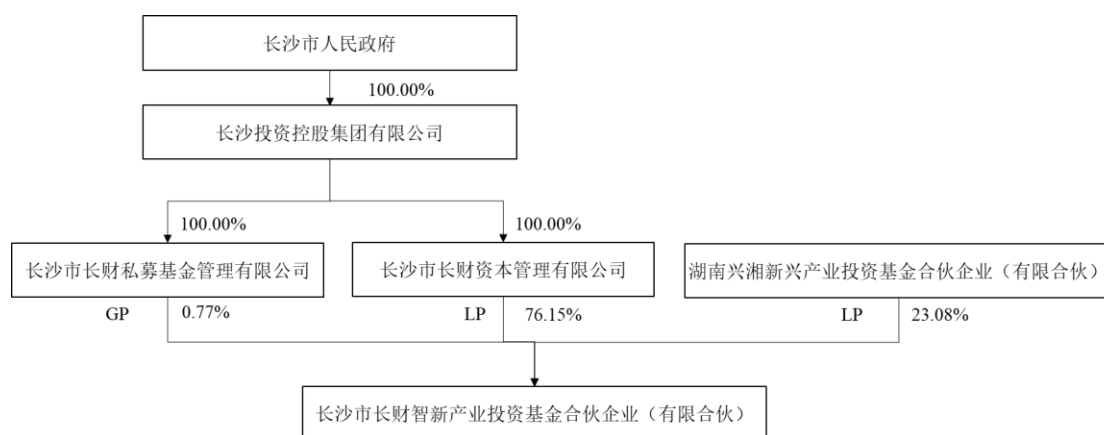 长沙市人民政府
100.00%
长沙投资控股集团有限公司
100.00%
100.00%
长沙市长财私募基金管理有限公司
长沙市长财资本管理有限公司
湖南兴湘新兴产业投资基金合伙企业（有限合伙）
GP
0.77%
LP
76.15%
LP
23.08%
长沙市长财智新产业投资基金合伙企业（有限合伙）